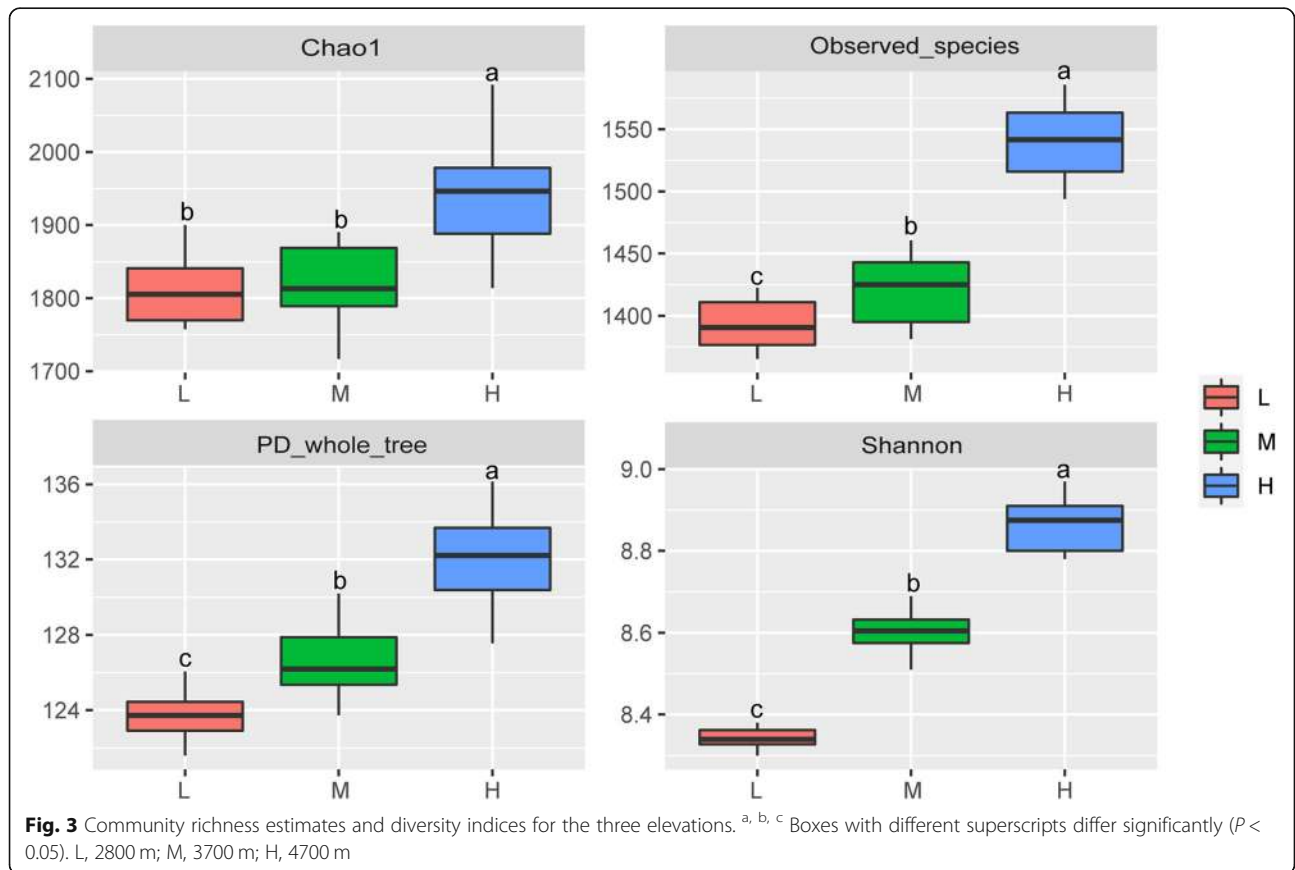 Chao1
2100
2000
1900
1800
1700
b
b
a
L
M
H
Observed_species
1550
1500
1450
1400
c
b
a
L
M
H
PD_whole_tree
136
132
128
124
c
b
a
L
M
H
Shannon
9.0
8.8
8.6
8.4
c
b
a
L
M
H
L
M
H
Fig. 3 Community richness estimates and diversity indices for the three elevations. a, b, c Boxes with different superscripts differ significantly (P <
0.05). L, 2800 m; M, 3700 m; H, 4700 m